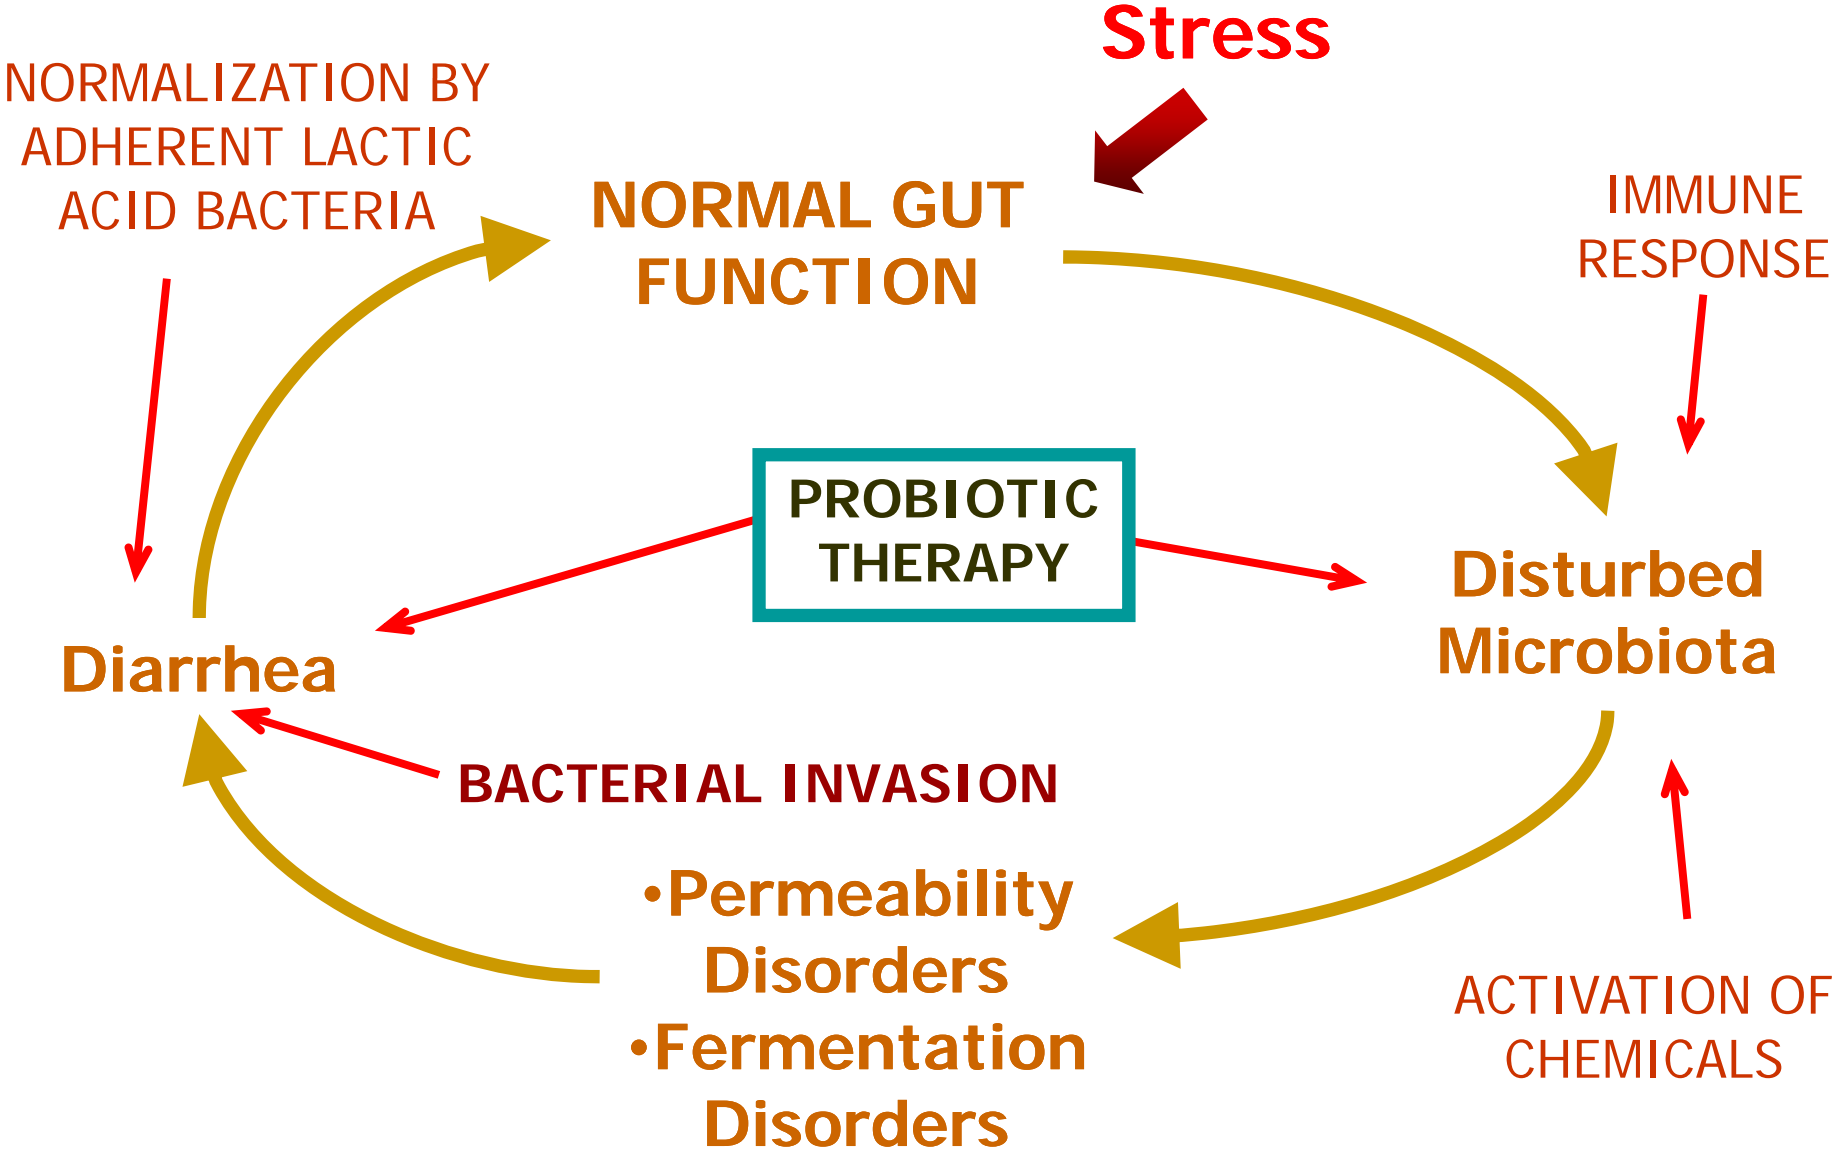 Stress
NORMALIZATION BY
ADHERENT LACTIC
ACID BACTERIA
NORMAL GUT
FUNCTION
IMMUNE
RESPONSE
PROBIOTIC
THERAPY
Disturbed
Microbiota
Diarrhea
BACTERIAL INVASION
•Permeability
Disorders
•Fermentation
Disorders
ACTIVATION OF
CHEMICALS